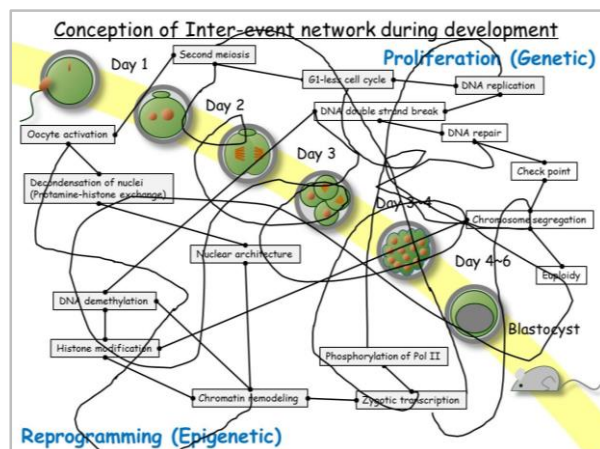 Conception of Inter-event network during development
Day 1
Second meiosis
Proliferation (Genetic)
G1-less cell cycle
DNA replication
Day 2
DNA double strand break
Oocyte activation
DNA repair
Day 3
Check point
Decondensation of nuclei
(Protamine-histone exchange)
Day 3~4
Chromosome segregation
Nuclear architecture
Day 4~6
Euploidy
DNA demethylation
Blastocyst
Histone modification
Phosphorylation of Pol II
Chromatin remodeling
Zygotic transcription
Reprogramming (Epigenetic)